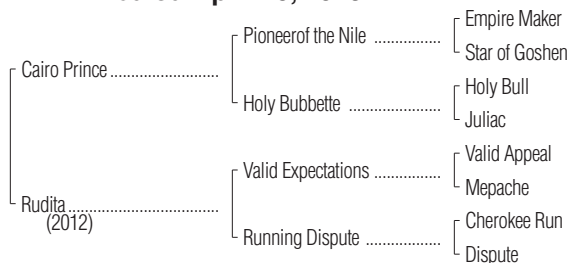 Empire Maker
Pioneerof the Nile ................
Star of Goshen
Cairo Prince ..........................
Holy Bull
Holy Bubbette ......................
Juliac
Valid Appeal
Valid Expectations ................
Mepache
Rudita ....................................
(2012)
Cherokee Run
Running Dispute ..................
Dispute